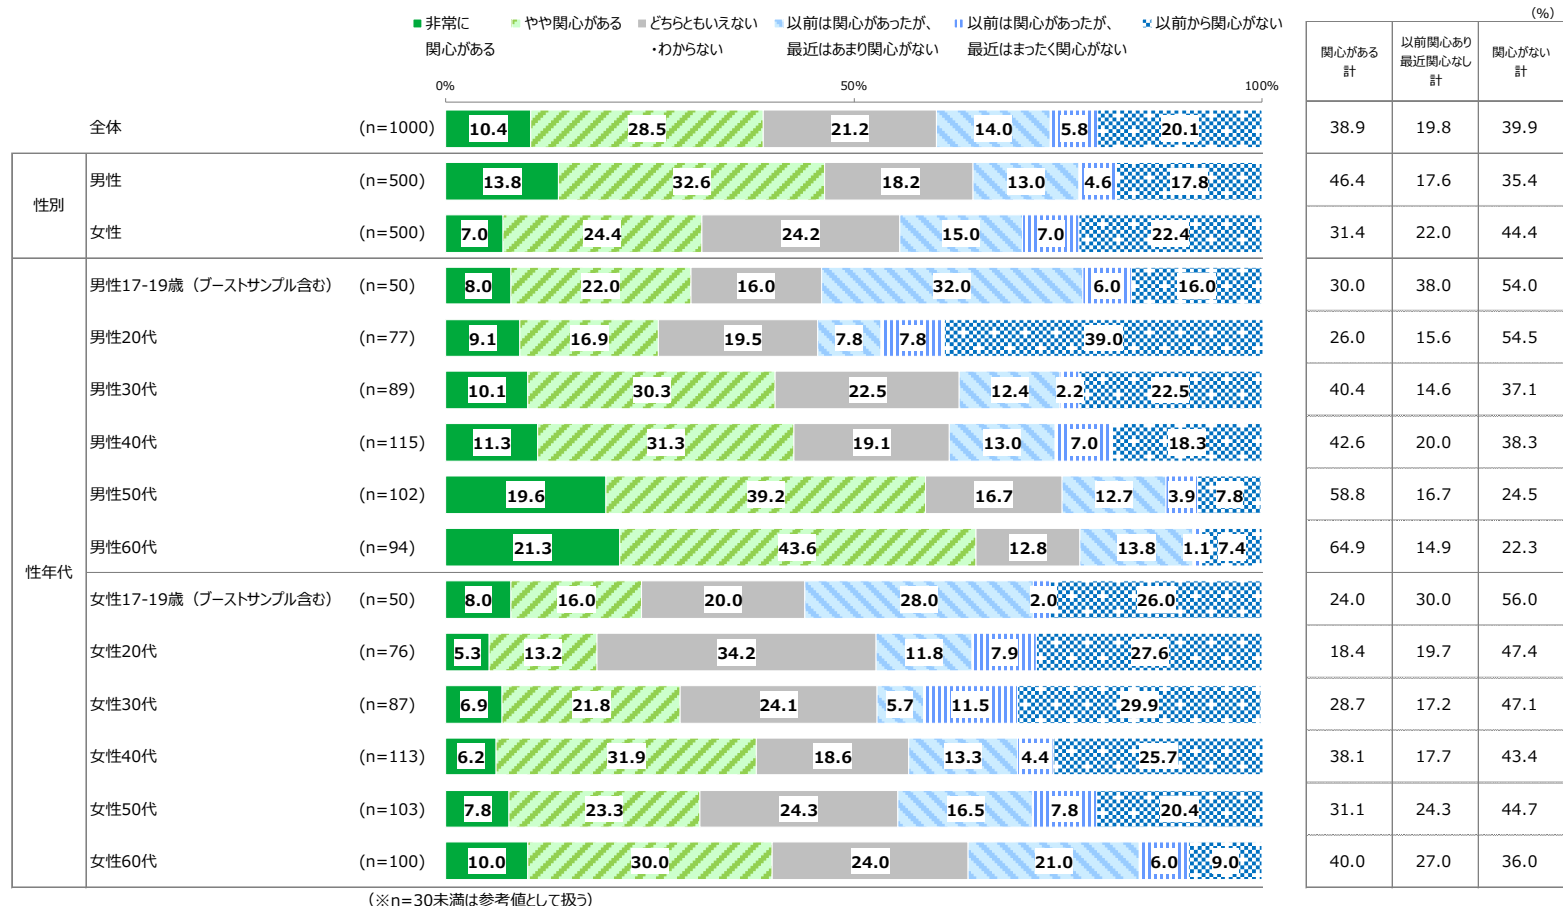 非常に
関心がある
やや関心がある
どちらともいえない
・わからない
以前は関心があったが、
最近はあまり関心がない
以前は関心があったが、
最近はまったく関心がない
以前から関心がない
(%)
関心がある
計
以前関心あり
最近関心なし
計
関心がない
計
0% 50% 100%
全体 (n=1000) 10.4 28.5 21.2 14.0 5.8 20.1 38.9 19.8 39.9
性別
男性 (n=500) 13.8 32.6 18.2 13.0 4.6 17.8 46.4 17.6 35.4
女性 (n=500) 7.0 24.4 24.2 15.0 7.0 22.4 31.4 22.0 44.4
性年代
男性17-19歳（ブーストサンプル含む） (n=50) 8.0 22.0 16.0 32.0 6.0 16.0 30.0 38.0 54.0
男性20代 (n=77) 9.1 16.9 19.5 7.8 7.8 39.0 26.0 15.6 54.5
男性30代 (n=89) 10.1 30.3 22.5 12.4 2.2 22.5 40.4 14.6 37.1
男性40代 (n=115) 11.3 31.3 19.1 13.0 7.0 18.3 42.6 20.0 38.3
男性50代 (n=102) 19.6 39.2 16.7 12.7 3.9 7.8 58.8 16.7 24.5
男性60代 (n=94) 21.3 43.6 12.8 13.8 1.1 7.4 64.9 14.9 22.3
女性17-19歳（ブーストサンプル含む） (n=50) 8.0 16.0 20.0 28.0 2.0 26.0 24.0 30.0 56.0
女性20代 (n=76) 5.3 13.2 34.2 11.8 7.9 27.6 18.4 19.7 47.4
女性30代 (n=87) 6.9 21.8 24.1 5.7 11.5 29.9 28.7 17.2 47.1
女性40代 (n=113) 6.2 31.9 18.6 13.3 4.4 25.7 38.1 17.7 43.4
女性50代 (n=103) 7.8 23.3 24.3 16.5 7.8 20.4 31.1 24.3 44.7
女性60代 (n=100) 10.0 30.0 24.0 21.0 6.0 9.0 40.0 27.0 36.0
（※n=30未満は参考値として扱う）